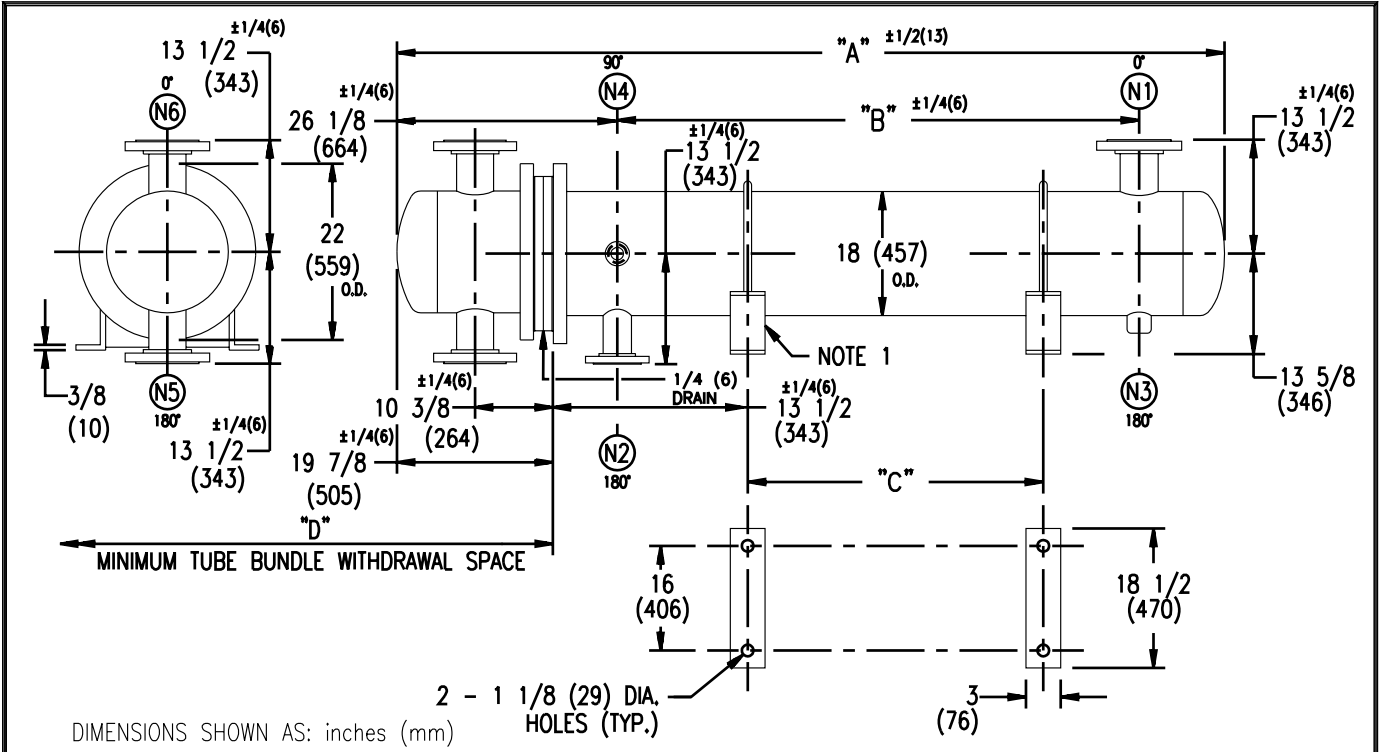 ±1/4(6)
13 1/2
(343)
0°
N6
"A" ±1/2(13)
90°
N4
0°
N1
±1/4(6)
26 1/8
(664)
"B" ±1/4(6)
±1/4(6)
13 1/2
(343)
±1/4(6)
13 1/2
(343)
22
(559)
O.D.
18 (457)
O.D.
NOTE 1
3/8
(10)
N5
180°
±1/4(6)
13 1/2
(343)
±1/4(6)
10 3/8
(264)
1/4 (6)
DRAIN
±1/4(6)
13 1/2
(343)
N3
180°
13 5/8
(346)
±1/4(6)
19 7/8
(505)
N2
180°
"C"
"D"
MINIMUM TUBE BUNDLE WITHDRAWAL SPACE
16
(406)
18 1/2
(470)
2 - 1 1/8 (29) DIA.
HOLES (TYP.)
3
(76)
DIMENSIONS SHOWN AS: inches (mm)